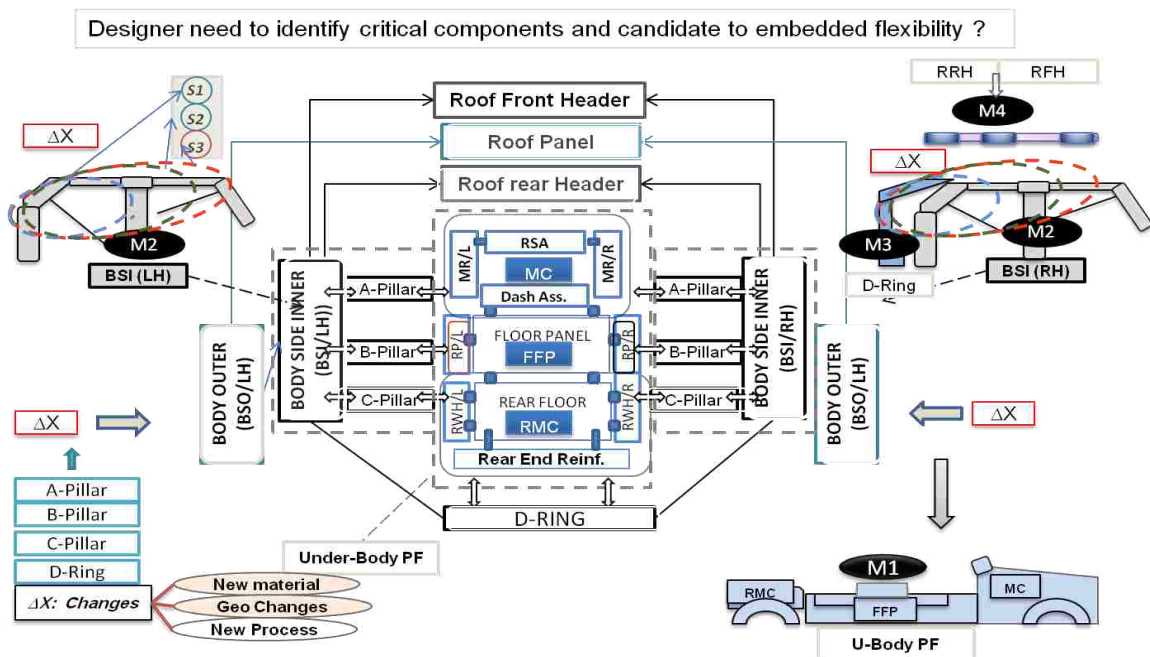 Designer need to identify critical components and candidate to embedded flexibility ?
S1
S2
S3
ΔX
M2
BSI (LH)
Roof Front Header
Roof Panel
Roof rear Header
RRH
RFH
M4
ΔX
M3
M2
D-Ring
BSI (RH)
BODY SIDE INNER
(BSI/LH))
A-Pillar
B-Pillar
C-Pillar
MR/L
RSA
MC
MR/R
Dash Ass.
RP/L
FLOOR PANEL
FFP
RP/R
RWH/L
REAR FLOOR
RMC
RWH/R
Rear End Reinf.
A-Pillar
B-Pillar
C-Pillar
BODY SIDE INNER
(BSI/RH)
BODY OUTER
(BSO/LH)
BODY OUTER
(BSO/LH)
D-RING
ΔX
ΔX
A-Pillar
B-Pillar
C-Pillar
D-Ring
ΔX: Changes
New material
Geo Changes
New Process
Under-Body PF
M1
RMC
FFP
MC
U-Body PF